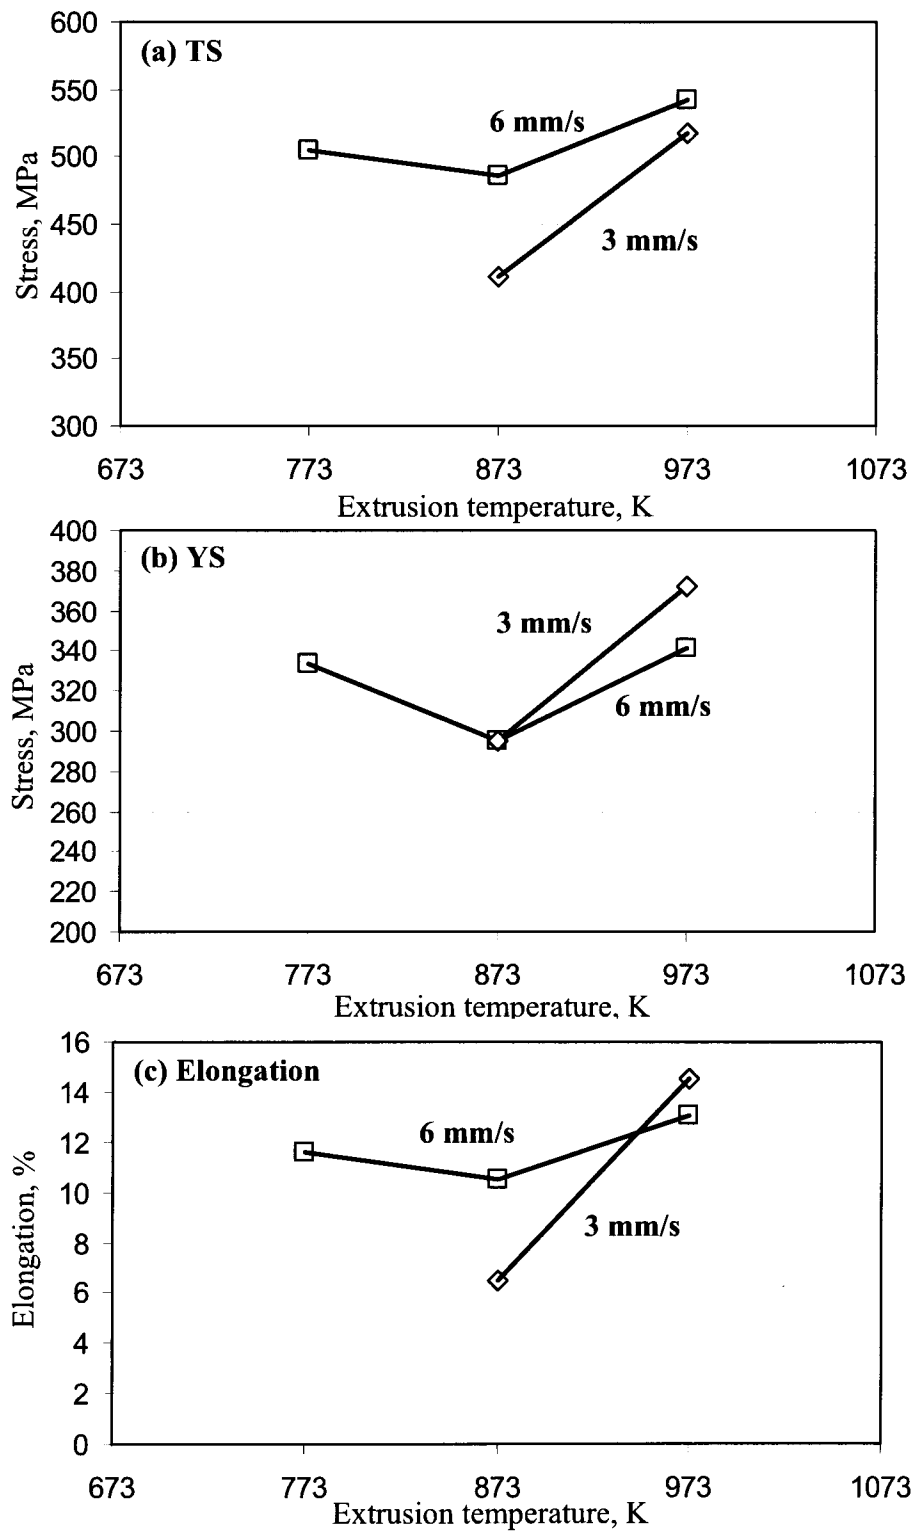 600
(a) TS
550
6 mm/s
500
450
3 mm/s
400
350
300
Stress, MPa
673 773 873 973 1073
Extrusion temperature, K
400
(b) YS
380
360
3 mm/s
340
320
6 mm/s
300
280
260
240
220
200
Stress, MPa
673 773 873 973 1073
Extrusion temperature, K
16
(c) Elongation
14
6 mm/s
12
10
3 mm/s
8
6
4
2
0
Elongation, %
673 773 873 973 1073
Extrusion temperature, K